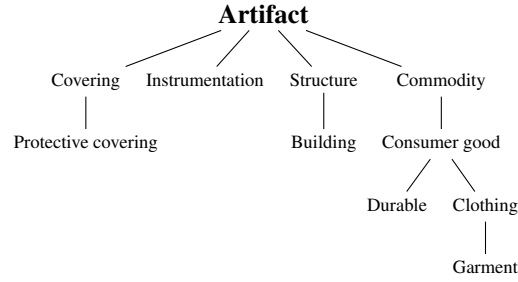 Artifact
Covering Instrumentation Structure Commodity
Protective covering Building Consumer good
Durable Clothing
Garment